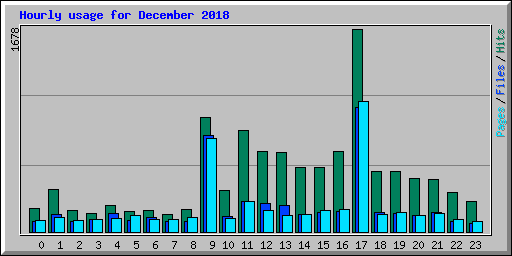 Hourly usage for December 2018
1678
Pages/Files/Hits
0 1 2 3 4 5 6 7 8 9 10 11 12 13 14 15 16 17 18 19 20 21 22 23